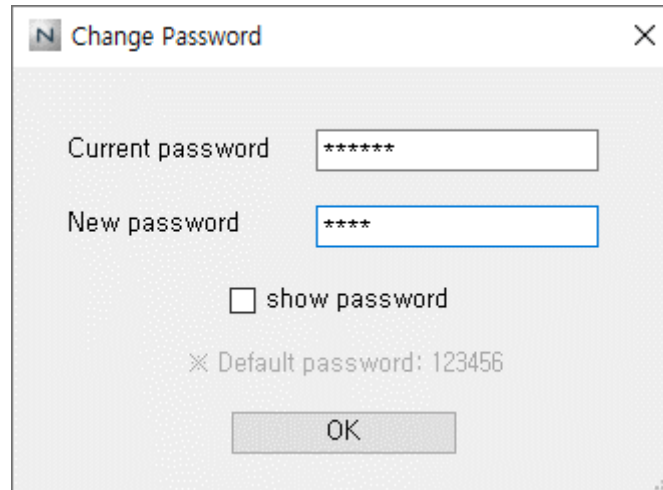 N Change Password
Current password ******
New password ****
show password
※ Default password: 123456
OK